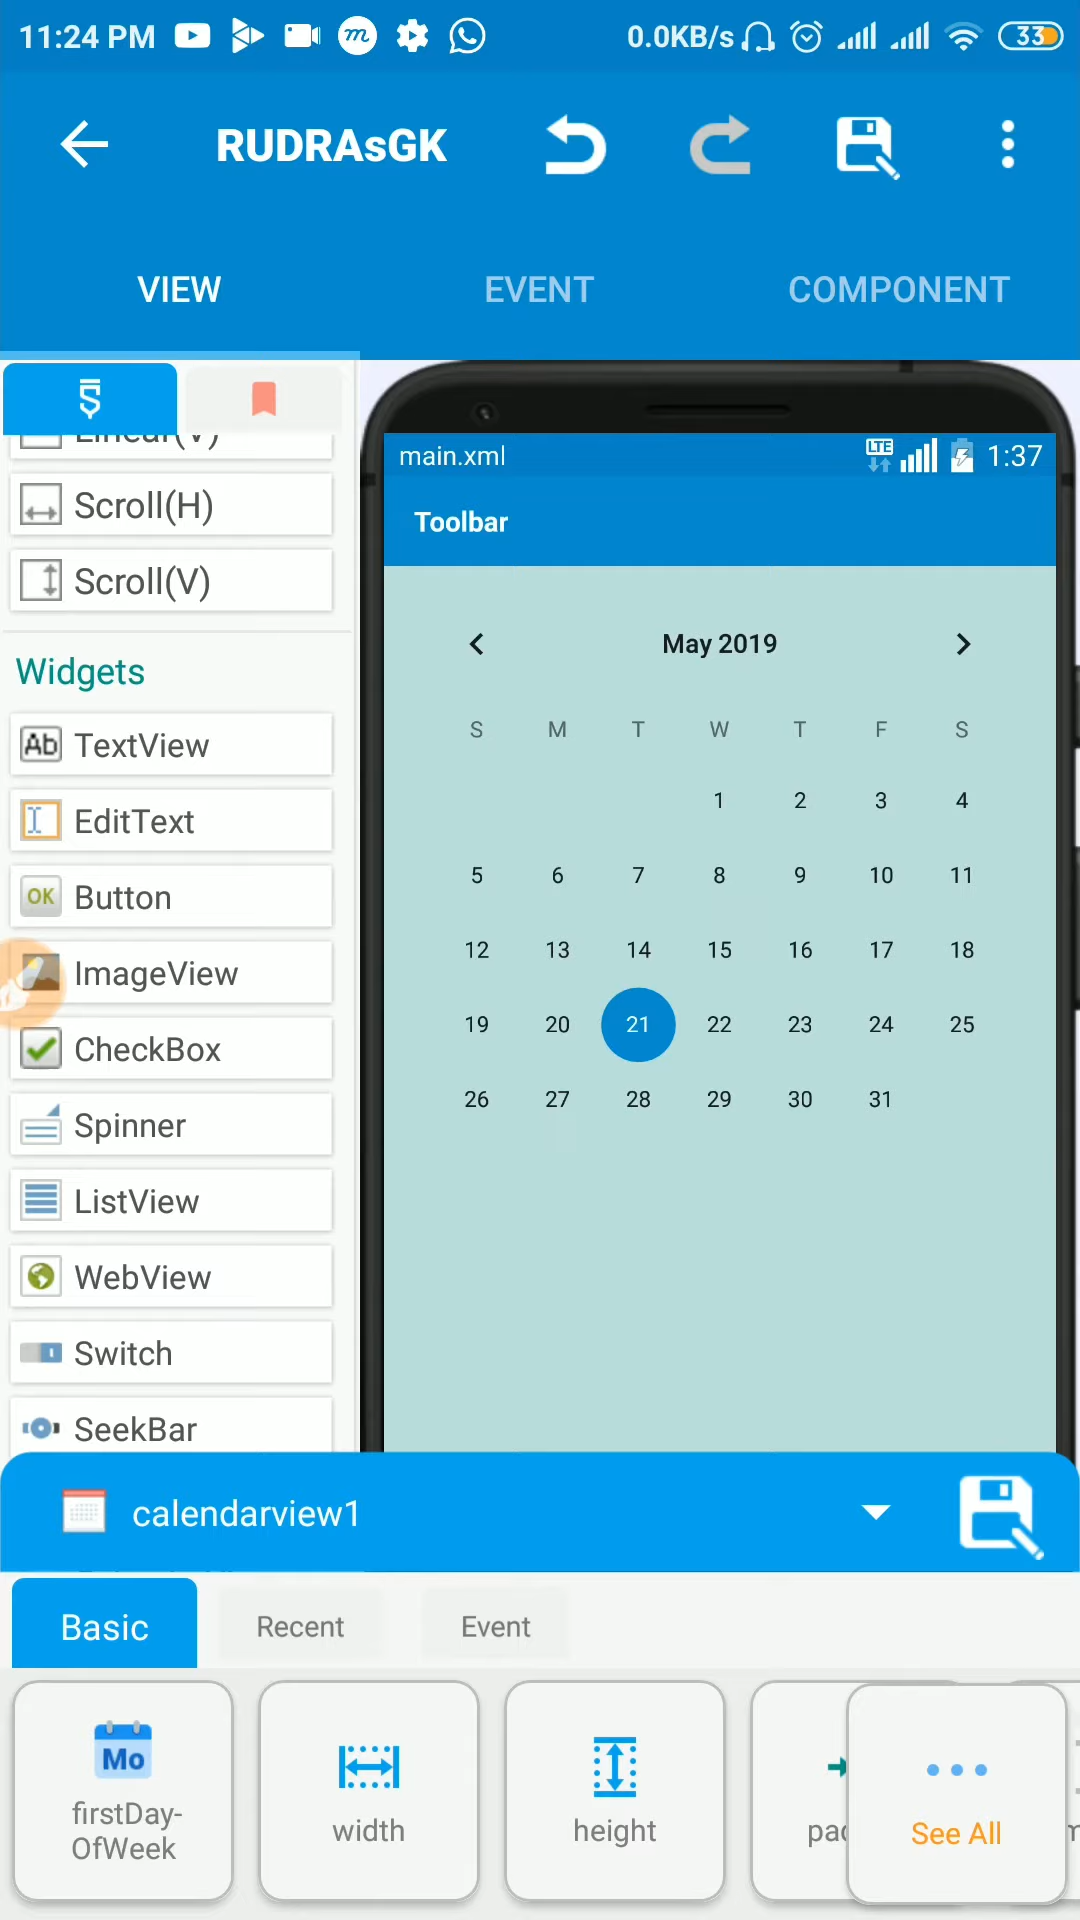 11:24 PM 0.0KB/s 33
RUDRAsGK
VIEW EVENT COMPONENT
Linear(V)
Scroll(H)
Scroll(V)
Widgets
Ab TextView
EditText
OK Button
ImageView
CheckBox
Spinner
ListView
WebView
Switch
SeekBar
main.xml LTE 1:37
Toolbar
May 2019
S M T W T F S
1 2 3 4
5 6 7 8 9 10 11
12 13 14 15 16 17 18
19 20 21 22 23 24 25
26 27 28 29 30 31
calendarview1
Basic Recent Event
Mo
firstDay-
OfWeek
width
height
See All